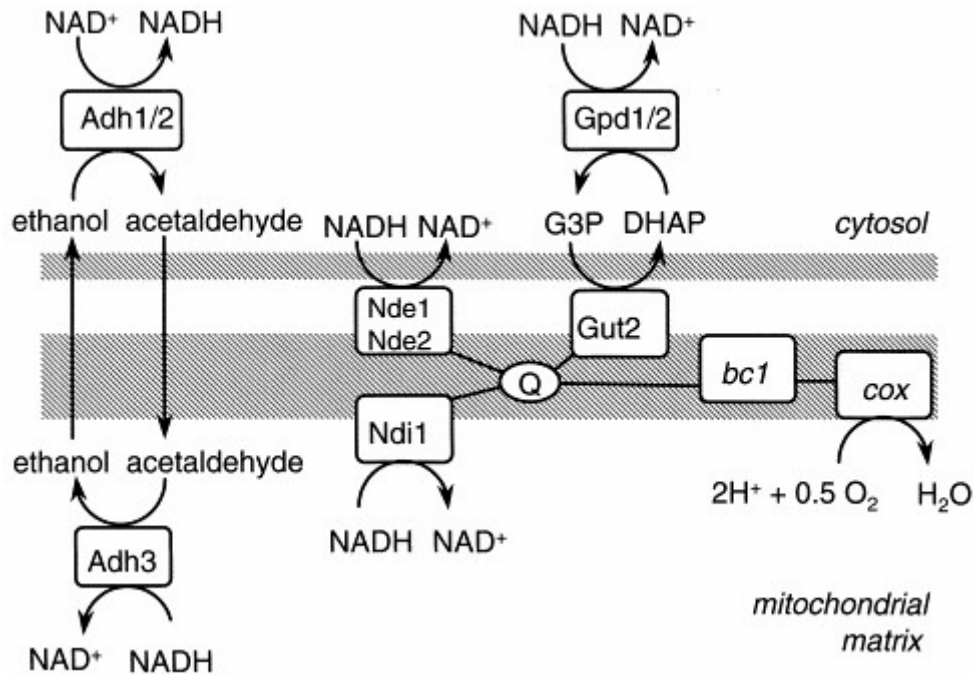 NAD⁺ NADH
NADH NAD⁺
Adh1/2
Gpd1/2
ethanol acetaldehyde
NADH NAD⁺
G3P DHAP
cytosol
Nde1
Nde2
Gut2
Q
bc1
cox
Ndi1
ethanol acetaldehyde
2H⁺ + 0.5 O₂ H₂O
NADH NAD⁺
Adh3
mitochondrial
matrix
NAD⁺ NADH